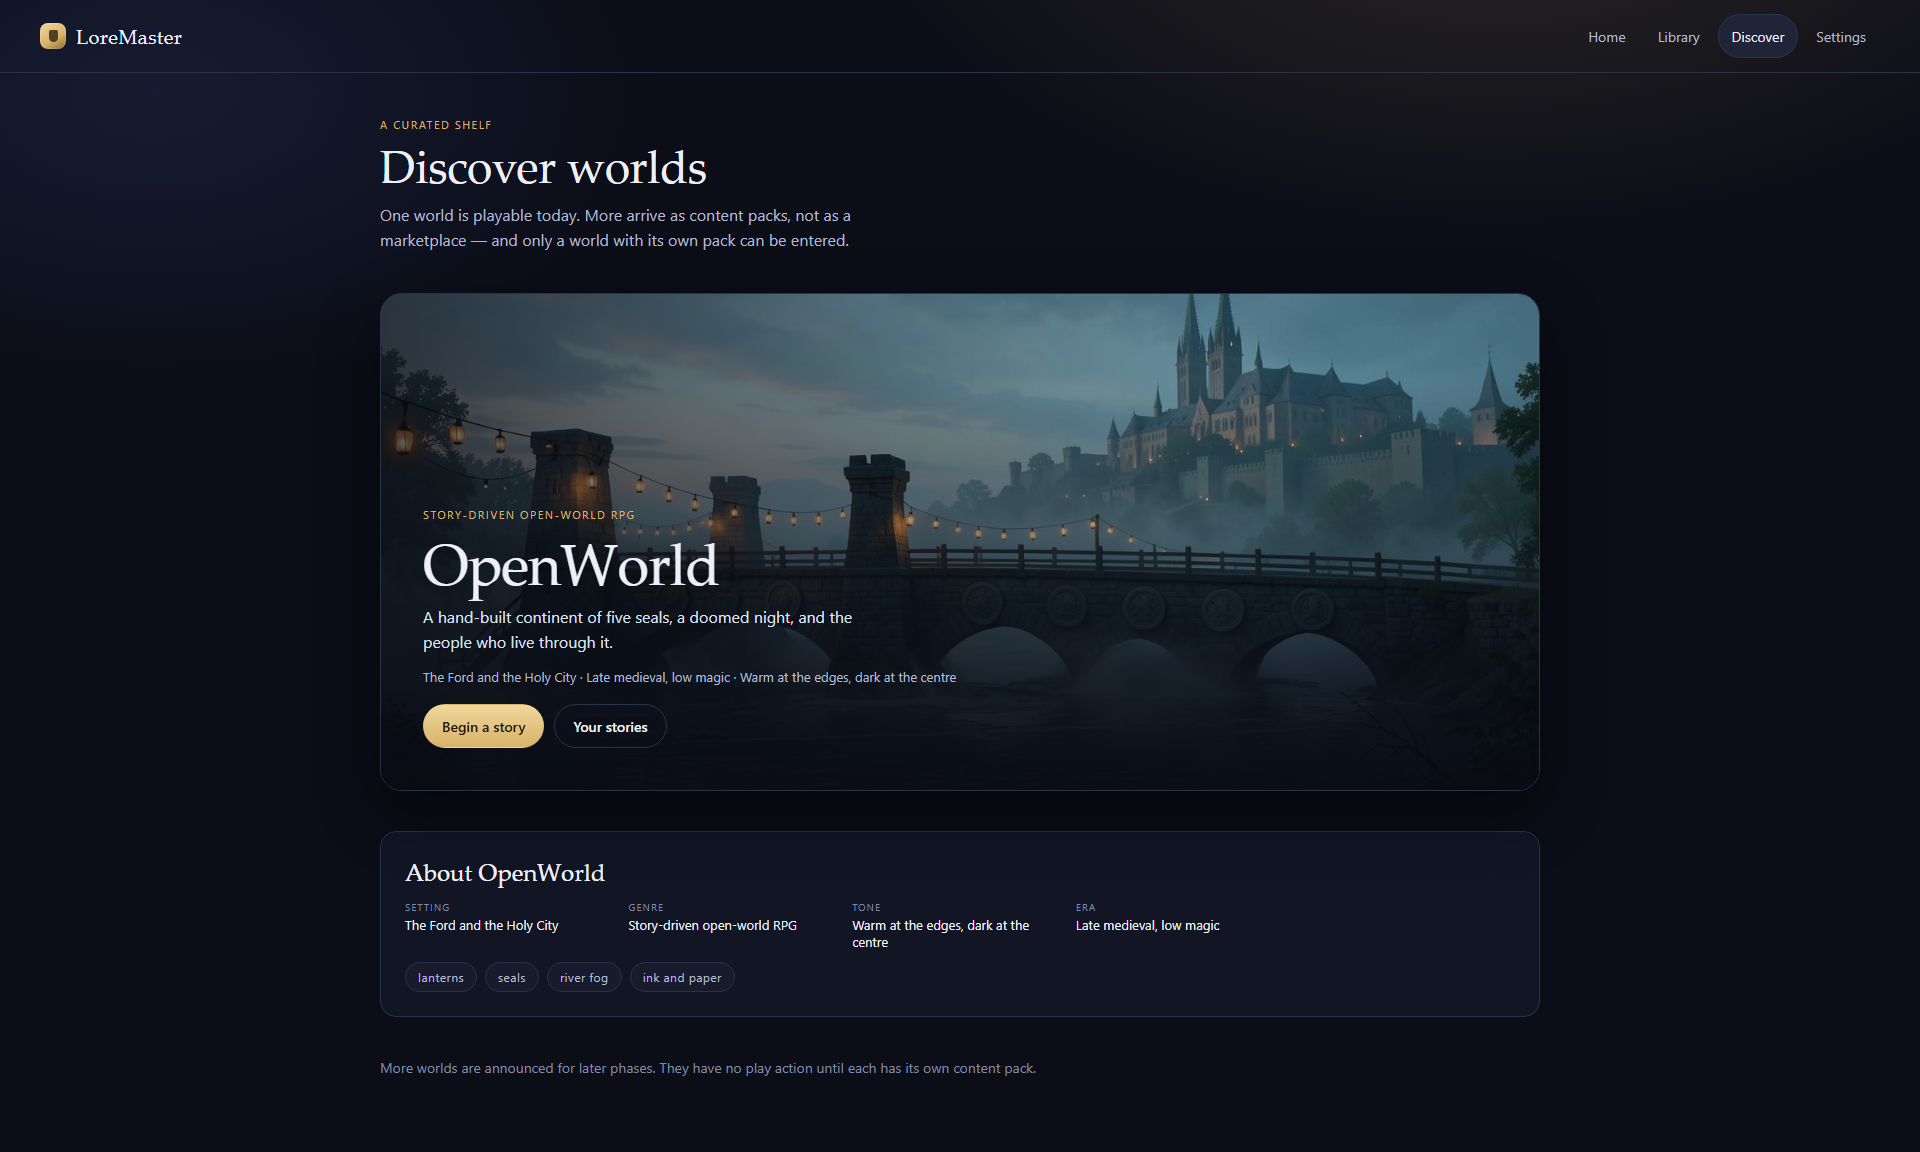 LoreMaster
Home
Library
Discover
Settings
A CURATED SHELF
Discover worlds
One world is playable today. More arrive as content packs, not as a
marketplace — and only a world with its own pack can be entered.
STORY-DRIVEN OPEN-WORLD RPG
OpenWorld
A hand-built continent of five seals, a doomed night, and the
people who live through it.
The Ford and the Holy City · Late medieval, low magic · Warm at the edges, dark at the centre
Begin a story
Your stories
About OpenWorld
SETTING
The Ford and the Holy City
GENRE
Story-driven open-world RPG
TONE
Warm at the edges, dark at the
centre
ERA
Late medieval, low magic
lanterns
seals
river fog
ink and paper
More worlds are announced for later phases. They have no play action until each has its own content pack.